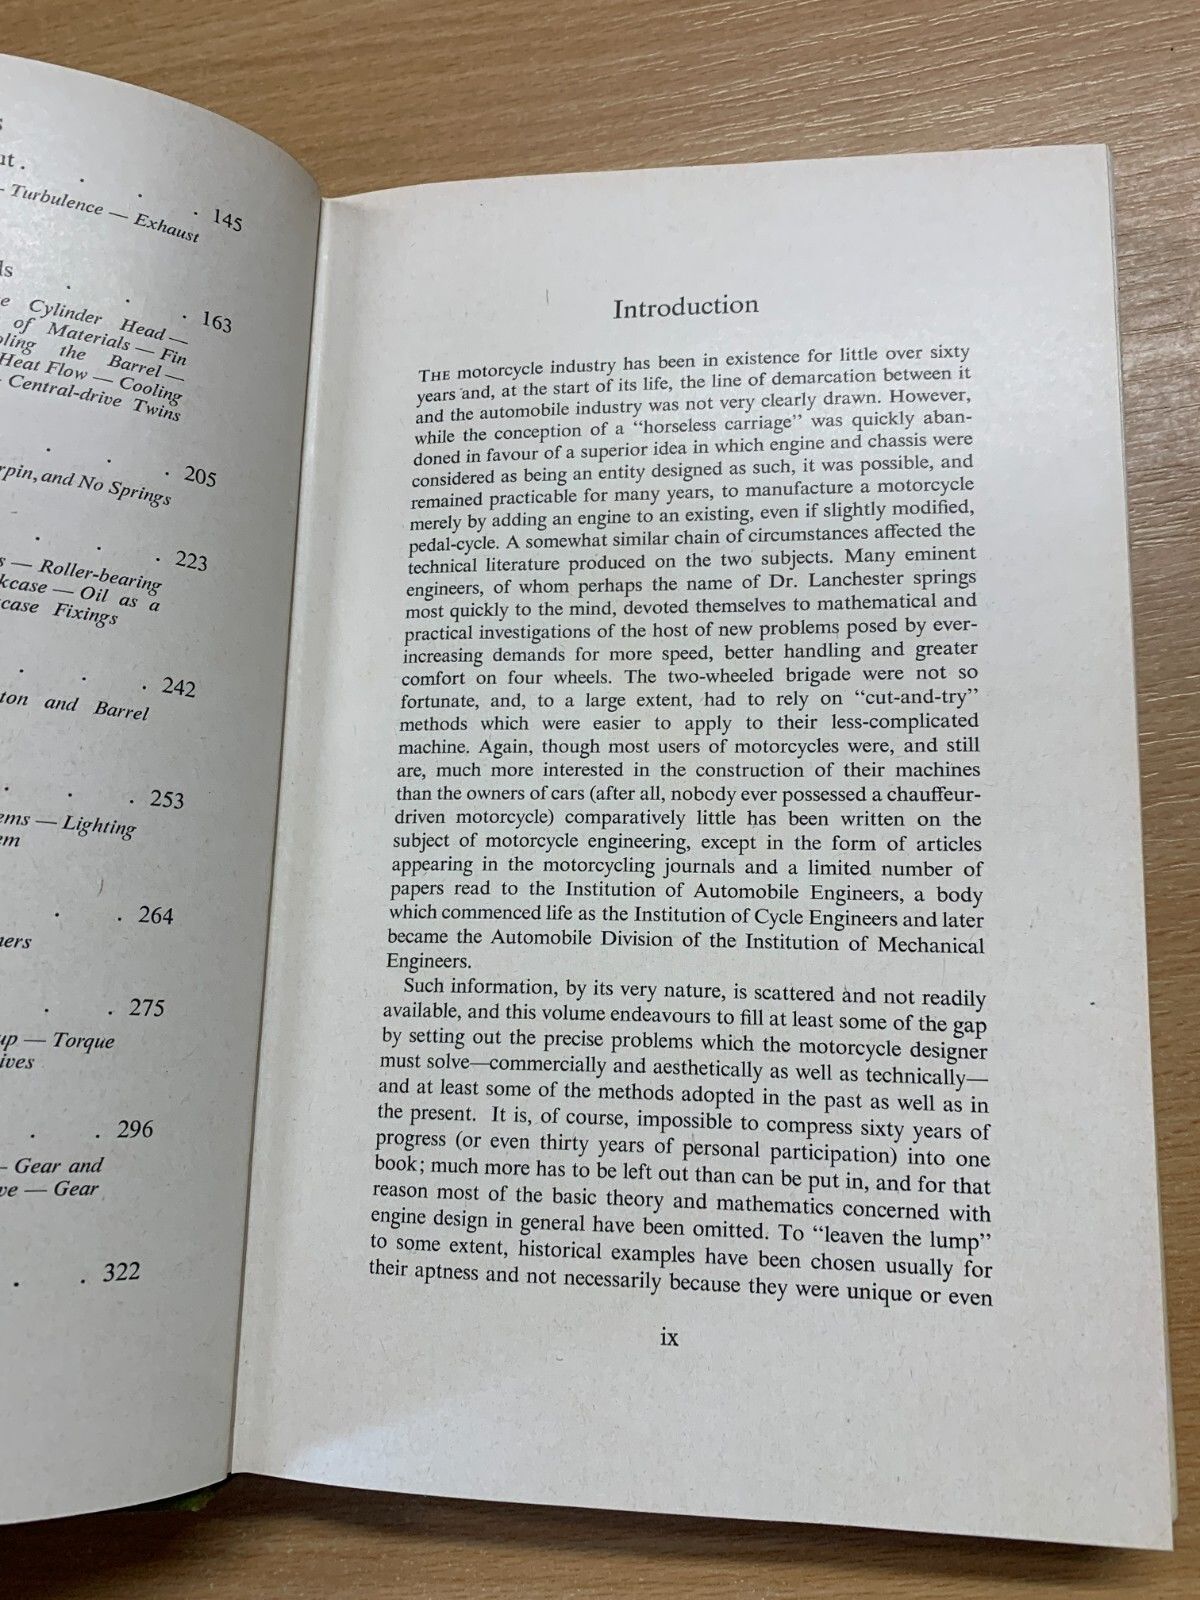 . 145
- Turbulence — Exhaust
. 163
Cylinder Head —
of Materials — Fin
the Barrel —
Heat Flow — Cooling
Central-drive Twins
. 205
and No Springs
. 223
— Roller-bearing
— Oil as a
Fixings
. 242
and Barrel
. 253
— Lighting
. 264
. 275
— Torque
. 296
- Gear and
— Gear
. 322
Introduction
THE motorcycle industry has been in existence for little over sixty
years and, at the start of its life, the line of demarcation between it
and the automobile industry was not very clearly drawn. However,
while the conception of a “horseless carriage” was quickly aban-
doned in favour of a superior idea in which engine and chassis were
considered as being an entity designed as such, it was possible, and
remained practicable for many years, to manufacture a motorcycle
merely by adding an engine to an existing, even if slightly modified,
pedal-cycle. A somewhat similar chain of circumstances affected the
technical literature produced on the two subjects. Many eminent
engineers, of whom perhaps the name of Dr. Lanchester springs
most quickly to the mind, devoted themselves to mathematical and
practical investigations of the host of new problems posed by ever-
increasing demands for more speed, better handling and greater
comfort on four wheels. The two-wheeled brigade were not so
fortunate, and, to a large extent, had to rely on “cut-and-try”
methods which were easier to apply to their less-complicated
machine. Again, though most users of motorcycles were, and still
are, much more interested in the construction of their machines
than the owners of cars (after all, nobody ever possessed a chauffeur-
driven motorcycle) comparatively little has been written on the
subject of motorcycle engineering, except in the form of articles
appearing in the motorcycling journals and a limited number of
papers read to the Institution of Automobile Engineers, a body
which commenced life as the Institution of Cycle Engineers and later
became the Automobile Division of the Institution of Mechanical
Engineers.
Such information, by its very nature, is scattered and not readily
available, and this volume endeavours to fill at least some of the gap
by setting out the precise problems which the motorcycle designer
must solve—commercially and aesthetically as well as technically—
and at least some of the methods adopted in the past as well as in
the present. It is, of course, impossible to compress sixty years of
progress (or even thirty years of personal participation) into one
book; much more has to be left out than can be put in, and for that
reason most of the basic theory and mathematics concerned with
engine design in general have been omitted. To “leaven the lump”
to some extent, historical examples have been chosen usually for
their aptness and not necessarily because they were unique or even
ix